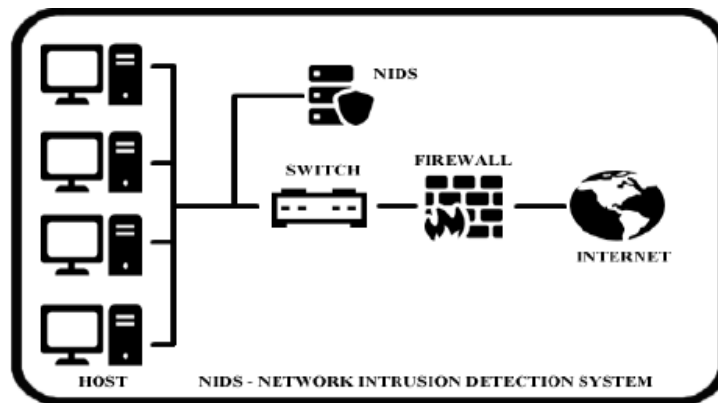 NIDS
SWITCH
FIREWALL
INTERNET
HOST
NIDS - NETWORK INTRUSION DETECTION SYSTEM